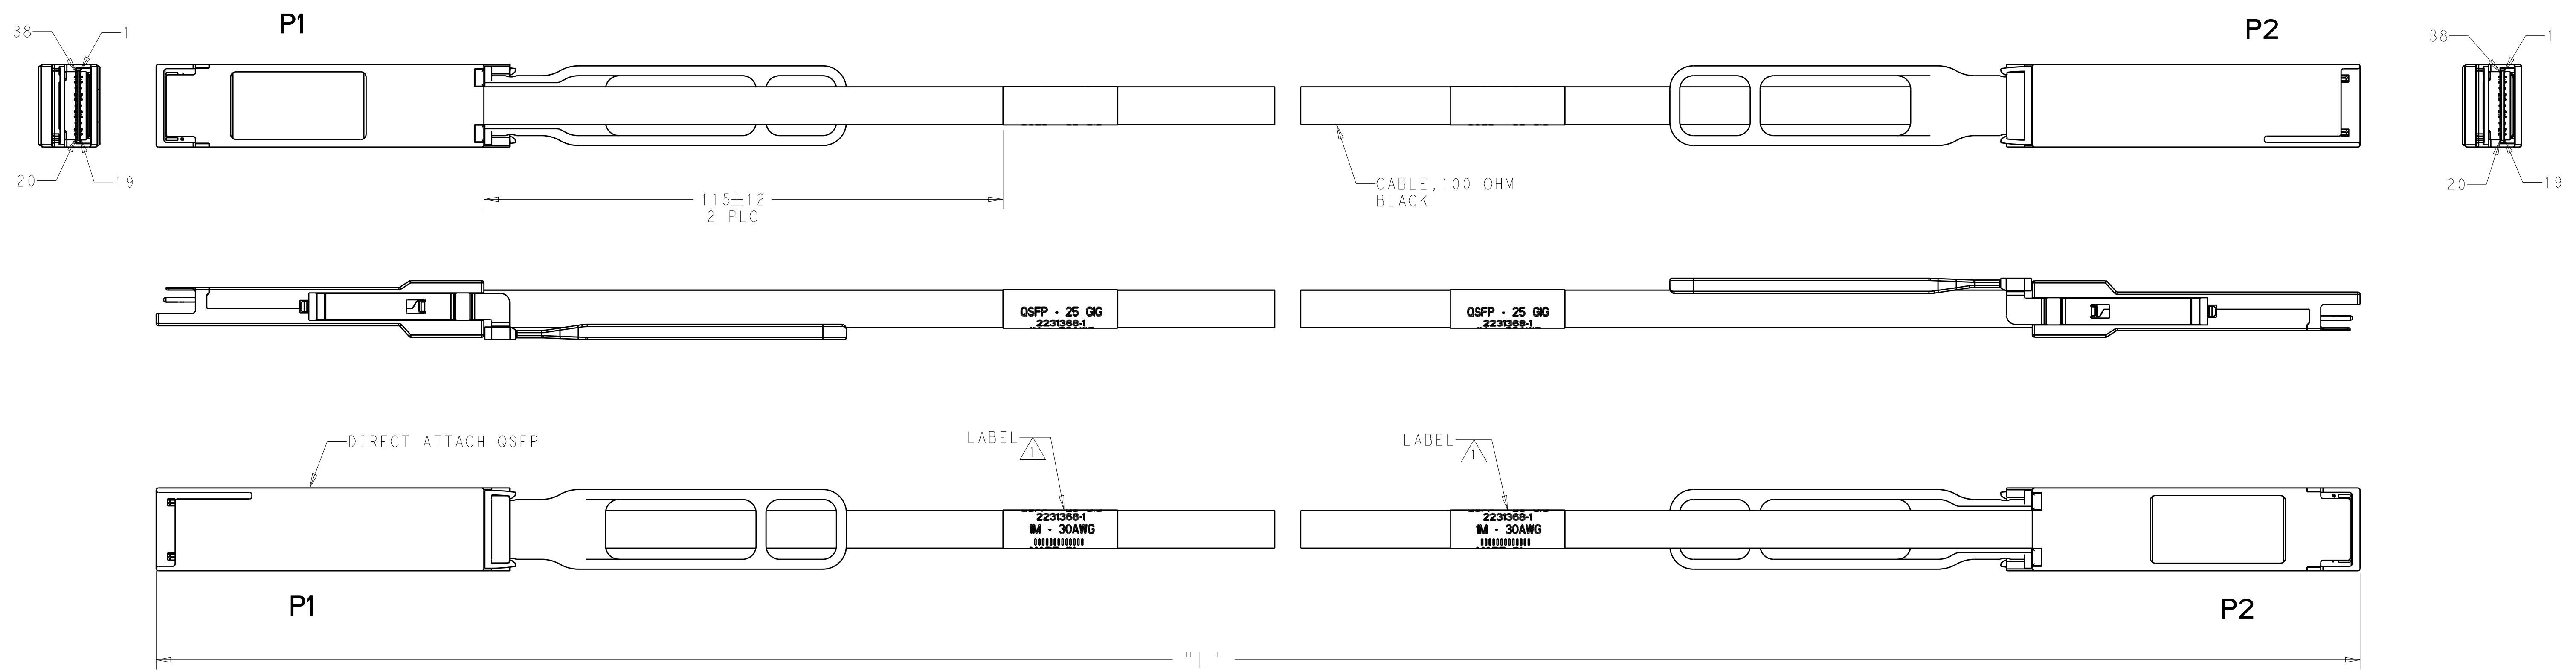 P1
P2
38
1
38
1
20
19
20
19
115±12
2 PLC
CABLE, 100 OHM
BLACK
QSFP - 25 GIG
2231368-1
QSFP - 25 GIG
2231368-1
DIRECT ATTACH QSFP
LABEL
1
LABEL
1
2231368-1
1M - 30AWG
2231368-1
1M - 30AWG
P1
P2
"L"